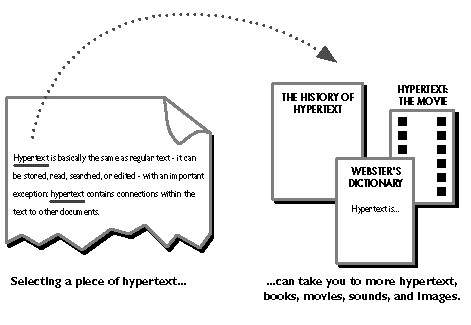 Hypertext is basically the same as regular text - it can
be stored, read, searched, or edited - with an important
exception: hypertext contains connections within the
text to other documents.
Selecting a piece of hypertext...
THE HISTORY OF
HYPERTEXT
HYPERTEXT:
THE MOVIE
WEBSTER'S
DICTIONARY
Hypertext is...
...can take you to more hypertext,
books, movies, sounds, and images.